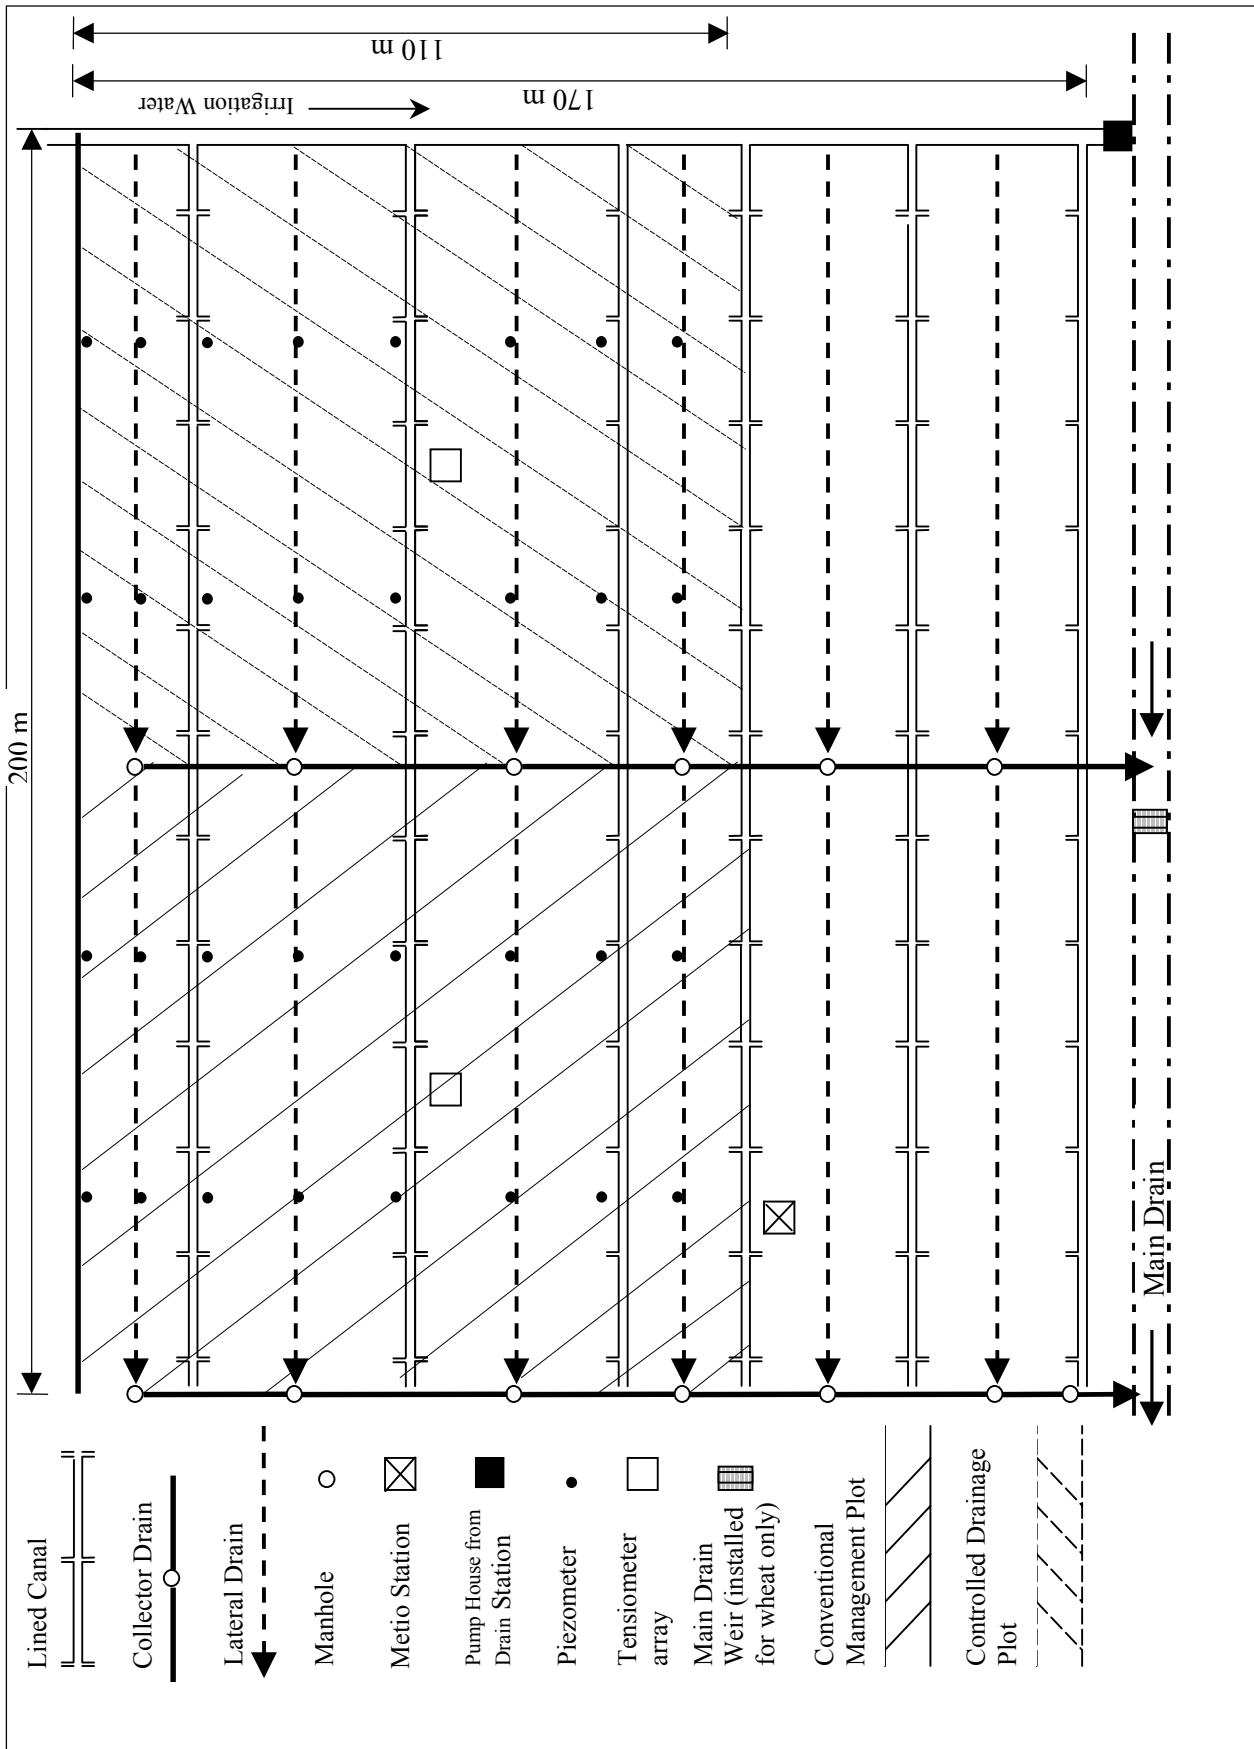 110 m
170 m
Irrigation Water
200 m
Main Drain
Lined Canal
Collector Drain
Lateral Drain
Manhole
Metio Station
Pump House from
Drain Station
Piezometer
Tensiometer
array
Main Drain
Weir (installed
for wheat only)
Conventional
Management Plot
Controlled Drainage
Plot